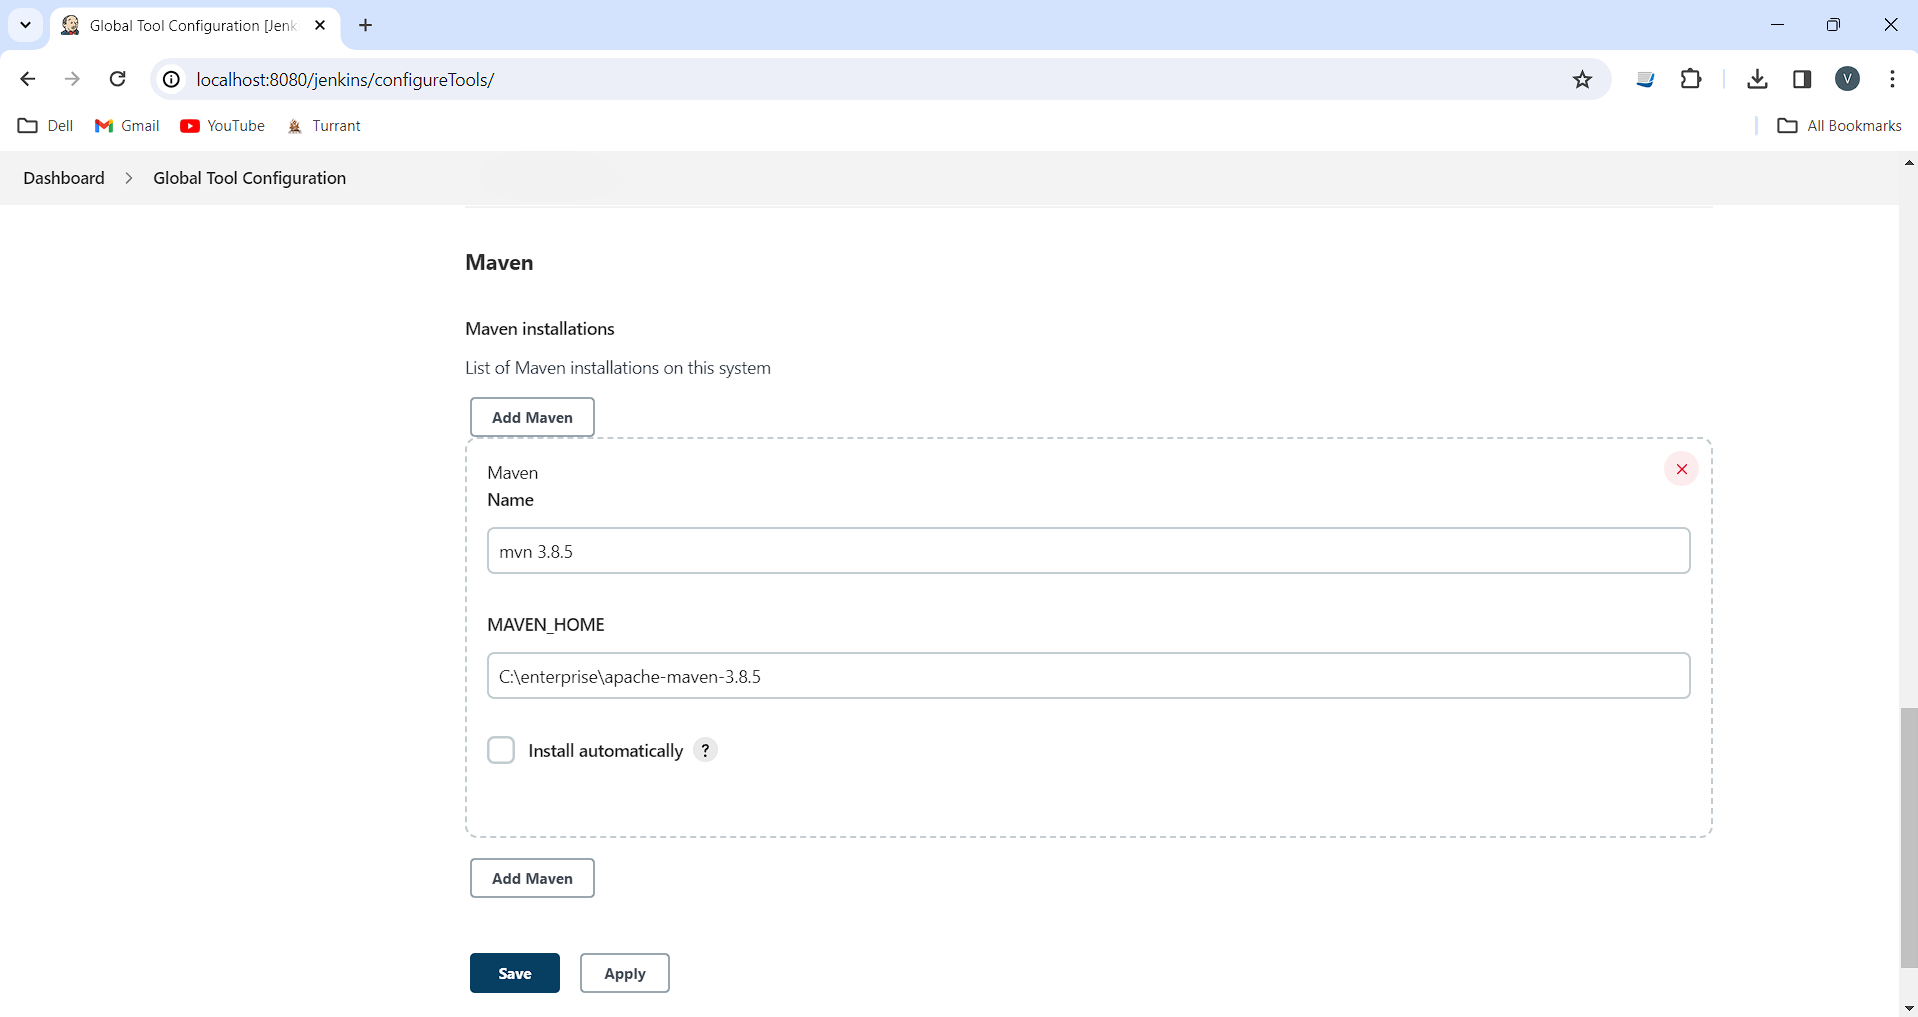 Global Tool Configuration [Jenk
localhost:8080/jenkins/configureTools/
V
Dell
Gmail
YouTube
Turrant
All Bookmarks
Dashboard
Global Tool Configuration
Maven
Maven installations
List of Maven installations on this system
Add Maven
Maven
Name
mvn 3.8.5
MAVEN_HOME
C:\enterprise\apache-maven-3.8.5
Install automatically ?
Add Maven
Save
Apply